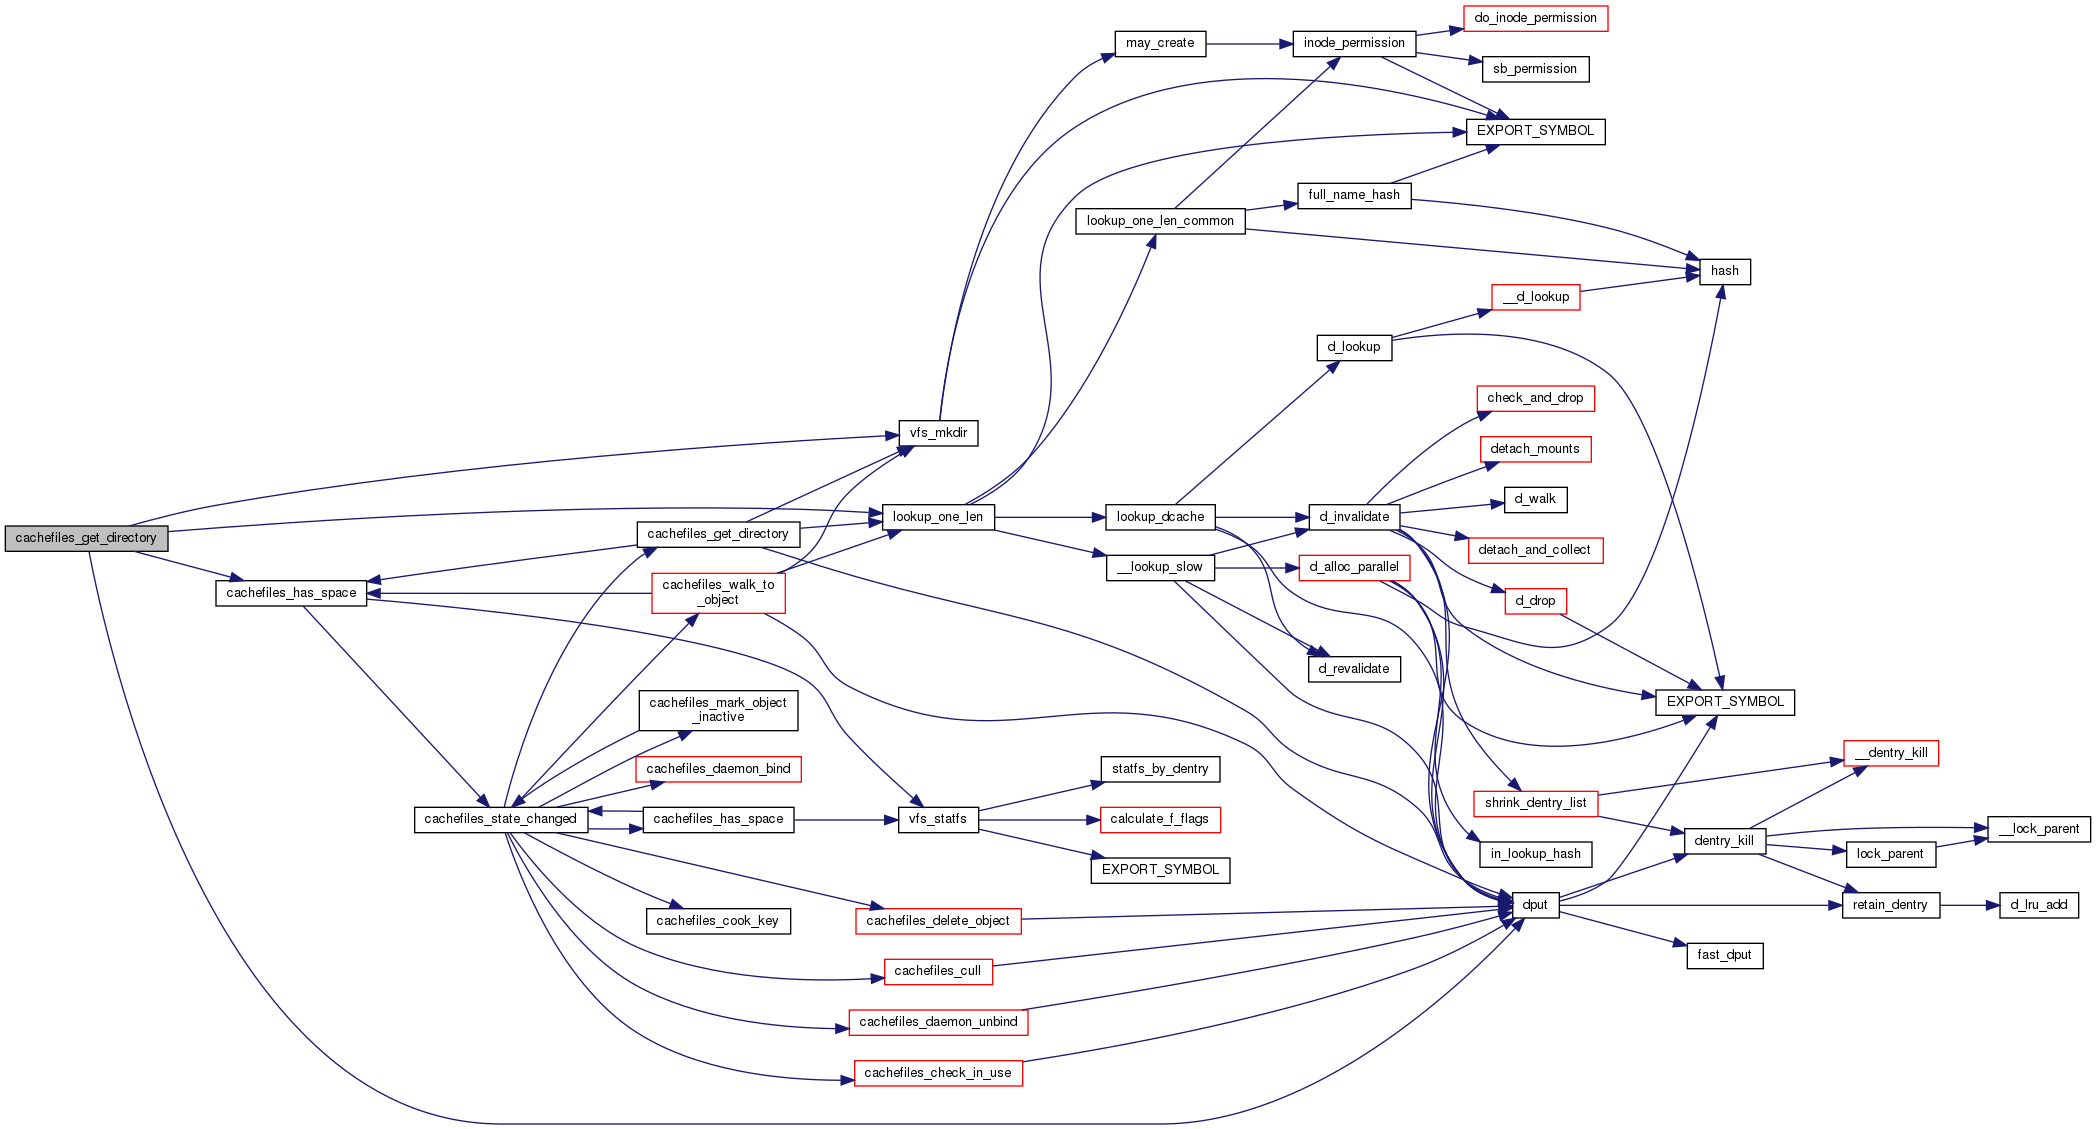 do_inode_permission
may_create
inode_permission
sb_permission
EXPORT_SYMBOL
full_name_hash
lookup_one_len_common
hash
__d_lookup
d_lookup
check_and_drop
vfs_mkdir
detach_mounts
d_walk
lookup_one_len
lookup_dcache
d_invalidate
cachefiles_get_directory
cachefiles_get_directory
detach_and_collect
cachefiles_has_space
cachefiles_walk_to
_object
__lookup_slow
d_alloc_parallel
d_drop
d_revalidate
cachefiles_mark_object
_inactive
EXPORT_SYMBOL
cachefiles_daemon_bind
statfs_by_dentry
__dentry_kill
shrink_dentry_list
cachefiles_state_changed
cachefiles_has_space
vfs_statfs
calculate_f_flags
__lock_parent
dentry_kill
lock_parent
in_lookup_hash
EXPORT_SYMBOL
cachefiles_cook_key
cachefiles_delete_object
dput
retain_dentry
d_lru_add
fast_dput
cachefiles_cull
cachefiles_daemon_unbind
cachefiles_check_in_use